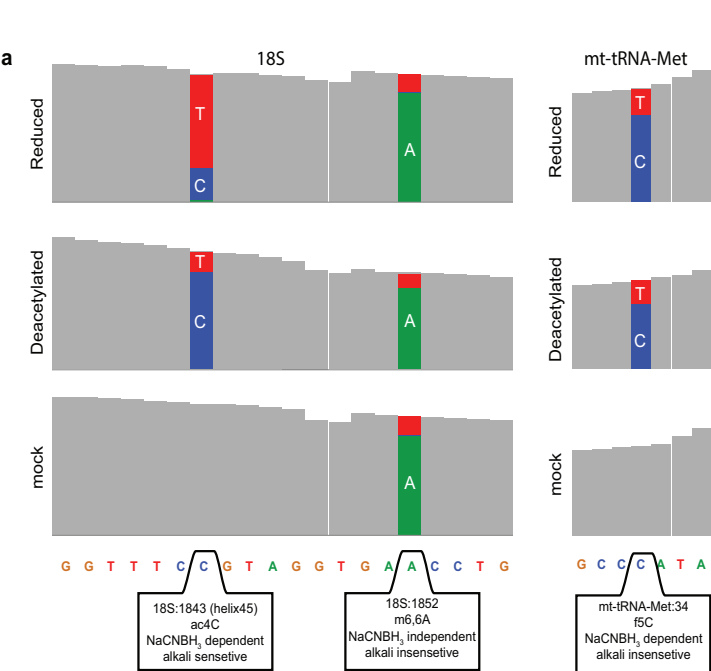 a
18S
mt-tRNA-Met
Reduced
T
C
A
Reduced
T
C
Deacetylated
T
C
A
Deacetylated
T
C
mock
A
mock
G G T T T C C G T A G G T G A A C C T G
G C C C A T A
18S:1843 (helix45)
ac4C
NaCNBH3 dependent
alkali sensetive
18S:1852
m6,6A
NaCNBH3 independent
alkali insensetive
mt-tRNA-Met:34
f5C
NaCNBH3 dependent
alkali insensetive